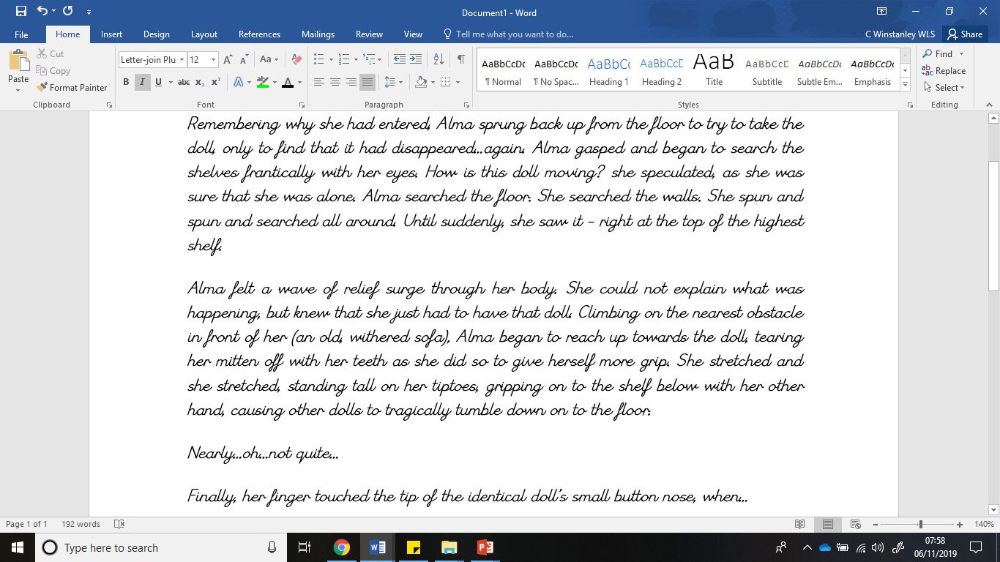 Document1 - Word
C Winstanley WLS
Share
File Home Insert Design Layout References Mailings Review View Tell me what you want to do...
Paste
Cut
Copy
Format Painter
Clipboard
Letter-join Plu 12
Font
Paragraph
AaBbCcDc AaBbCcDc AaBbCc AaBbCcD AaB AaBbCcD AaBbCcDc AaBbCcDc
¶ Normal ¶ No Spac... Heading 1 Heading 2 Title Subtitle Subtle Em... Emphasis
Styles
Find
Replace
Select
Editing
Remembering why she had entered, Alma sprung back up from the floor to try to take the
doll, only to find that it had disappeared...again. Alma gasped and began to search the
shelves frantically with her eyes. How is this doll moving? she speculated, as she was
sure that she was alone. Alma searched the floor. She searched the walls. She spun and
spun and searched all around. Until suddenly, she saw it – right at the top of the highest
shelf.
Alma felt a wave of relief surge through her body. She could not explain what was
happening, but knew that she just had to have that doll. Climbing on the nearest obstacle
in front of her (an old, withered sofa), Alma began to reach up towards the doll, tearing
her mitten off with her teeth as she did so to give herself more grip. She stretched and
she stretched, standing tall on her tiptoes, gripping on to the shelf below with her other
hand, causing other dolls to tragically tumble down on to the floor.
Nearly...oh...not quite...
Finally, her finger touched the tip of the identical doll's small button nose, when...
Page 1 of 1 192 words 140%
Type here to search
07:58
06/11/2019